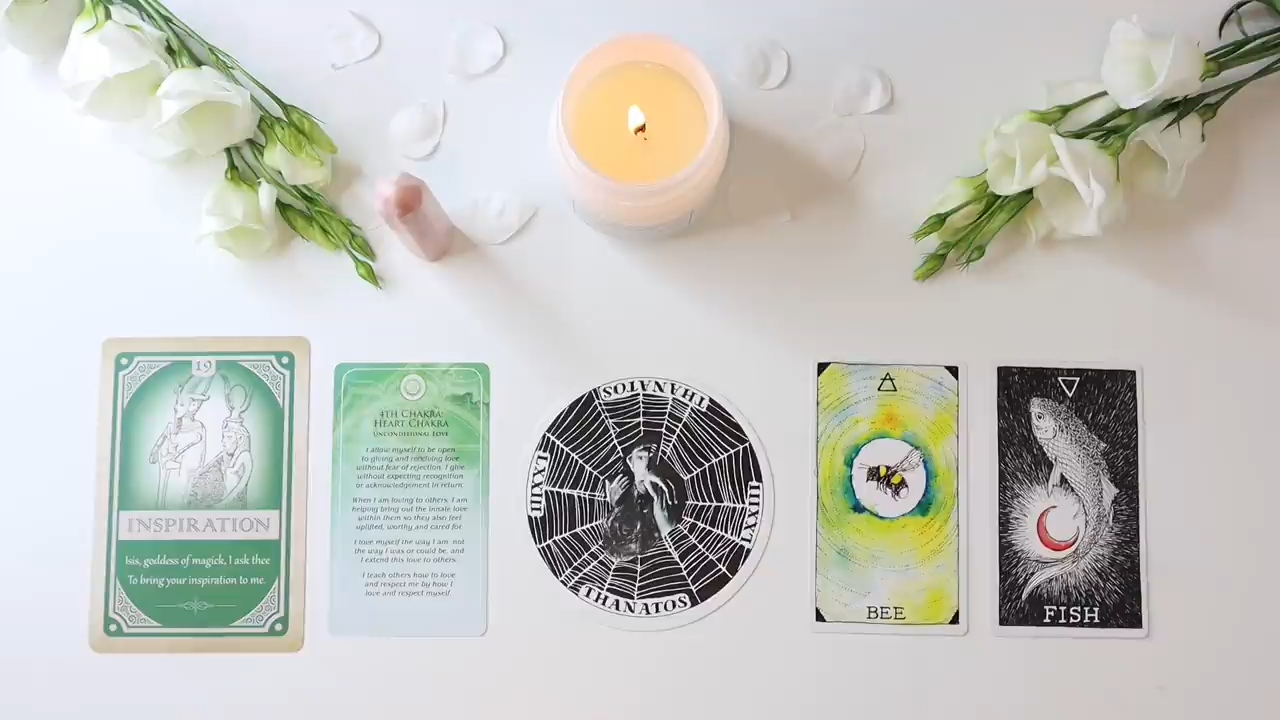 19
INSPIRATION
Isis, goddess of magick, I ask thee
To bring your inspiration to me.
4TH CHAKRA:
HEART CHAKRA
UNCONDITIONAL LOVE
I allow myself to be open
to giving and receiving love
without fear of rejection. I give
without expecting recognition
or acknowledgement in return.
When I am loving to others, I am
helping bring out the innate love
within them so they also feel
uplifted, worthy and cared for.
I love myself the way I am, not
the way I was or could be, and
I extend this love to others.
I teach others how to love
and respect me by how I
love and respect myself.
THANATOS
LXXIII
LXXIII
THANATOS
BEE
FISH